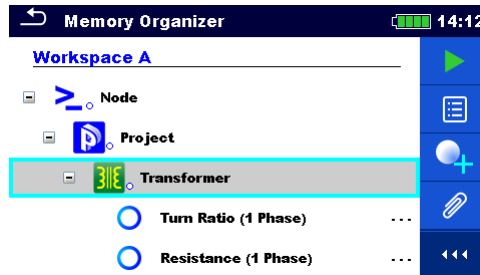 Memory Organizer 14:12
Workspace A
Node
Project
Transformer
Turn Ratio (1 Phase) ...
Resistance (1 Phase) ...